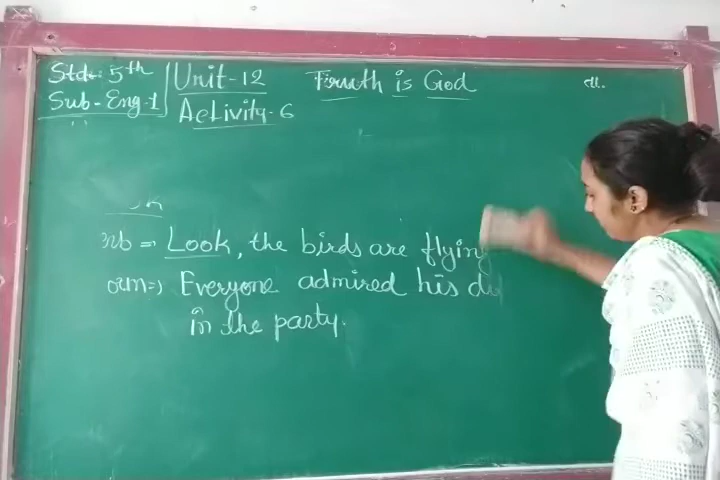 Std- 5th
Sub- Eng-1
Unit-12
Activity-6
Truth is God
= Look, the birds are flying
=> Everyone admired his
in the party.